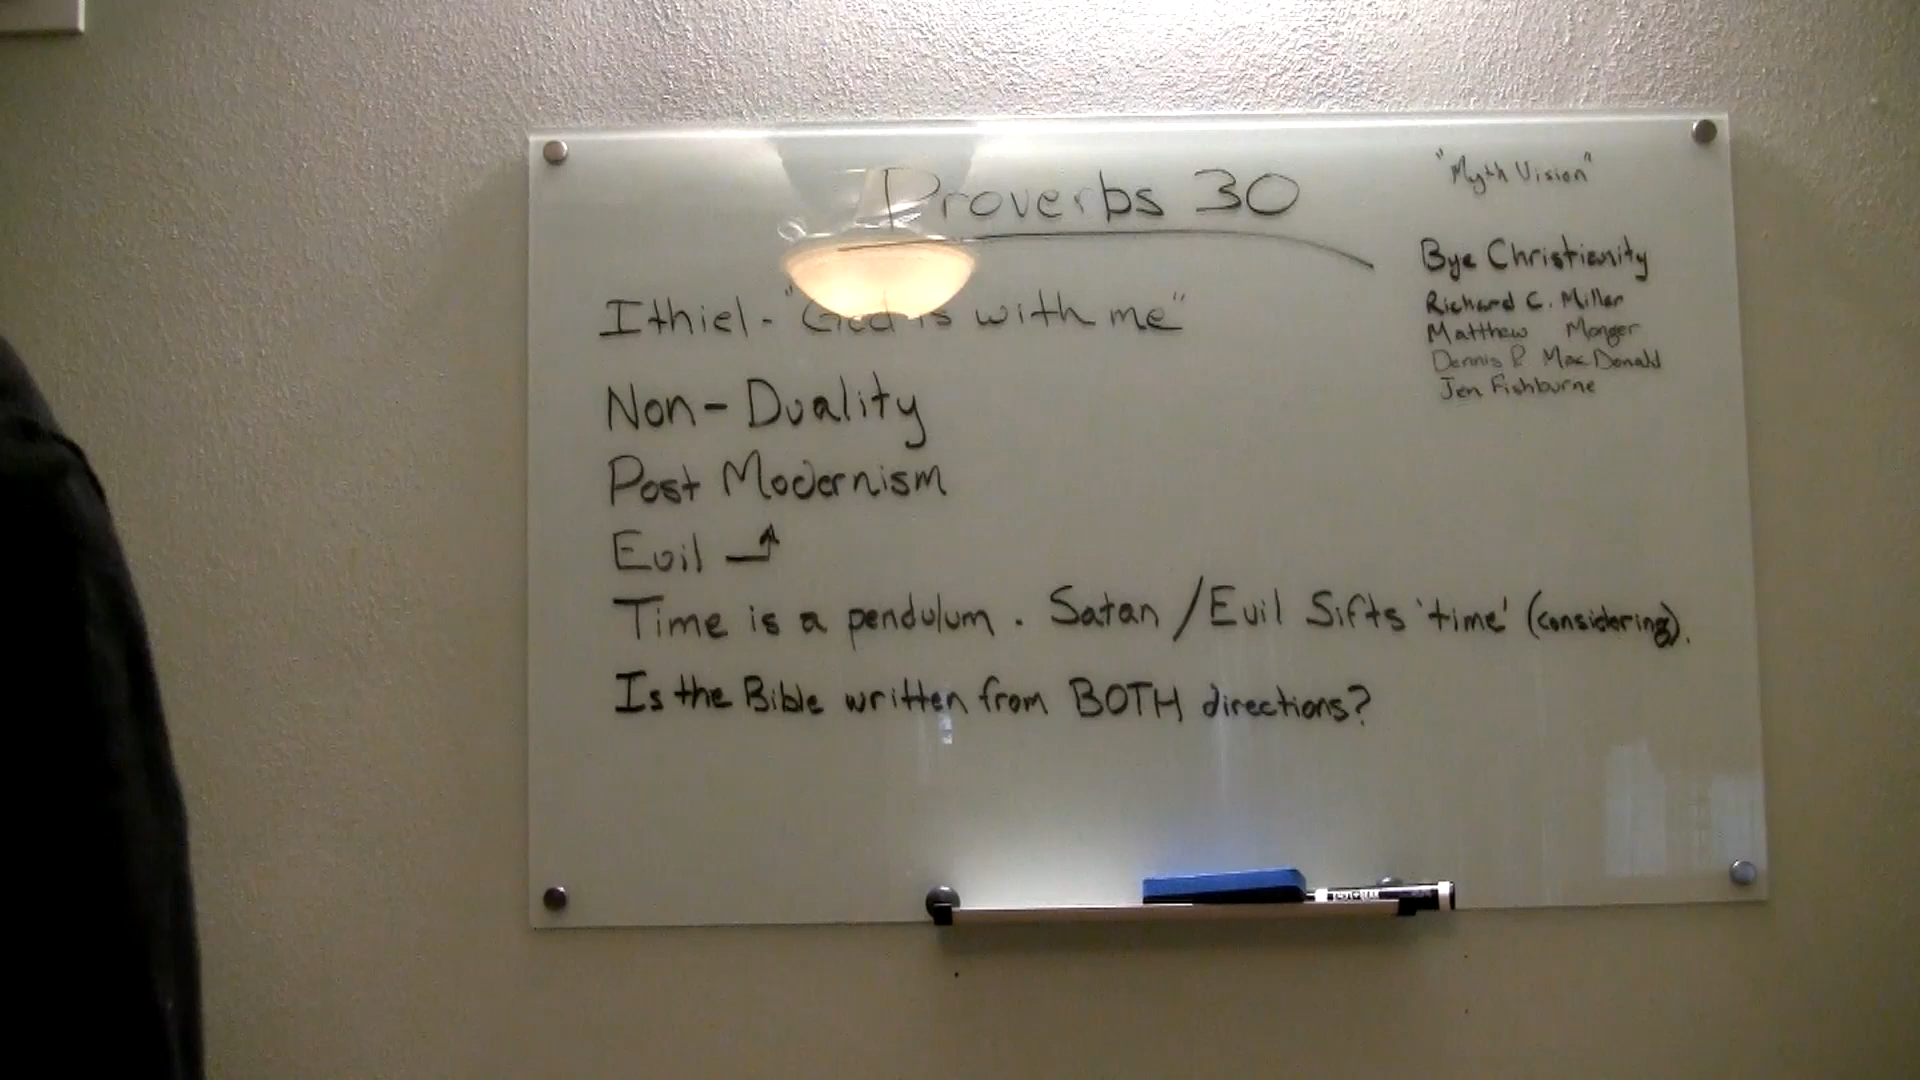 Proverbs 30
Ithiel - "God is with me"
Non-Duality
Post Modernism
Evil
Time is a pendulum. Satan / Evil Sifts 'time' (considering).
Is the Bible written from BOTH directions?
"Myth Vision"
Bye Christianity
Richard C. Miller
Matthew Monger
Dennis R MacDonald
Jen Fishburne